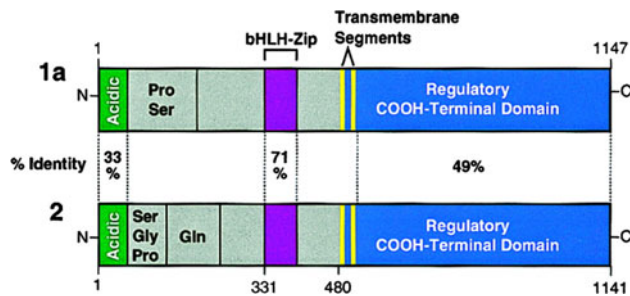 Transmembrane
Segments
bHLH-Zip
1
1147
1a
N-
Acidic
Pro
Ser
Regulatory
COOH-Terminal Domain
-C
% Identity
33
%
71
%
49%
2
N-
Acidic
Ser
Gly
Pro
Gln
Regulatory
COOH-Terminal Domain
-C
1
331
480
1141